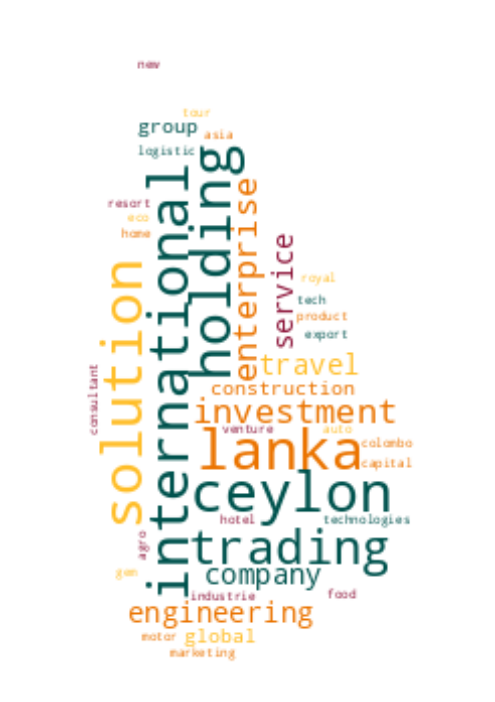 new
tour
group
asia
logistic
international
holding
resort
eco
home
enterprise
service
solution
royal
tech
product
export
travel
consultant
construction
investment
venture
auto
lanka
colombo
capital
ceylon
hotel
technologies
agro
trading
gem
company
industrie
food
engineering
motor
global
marketing